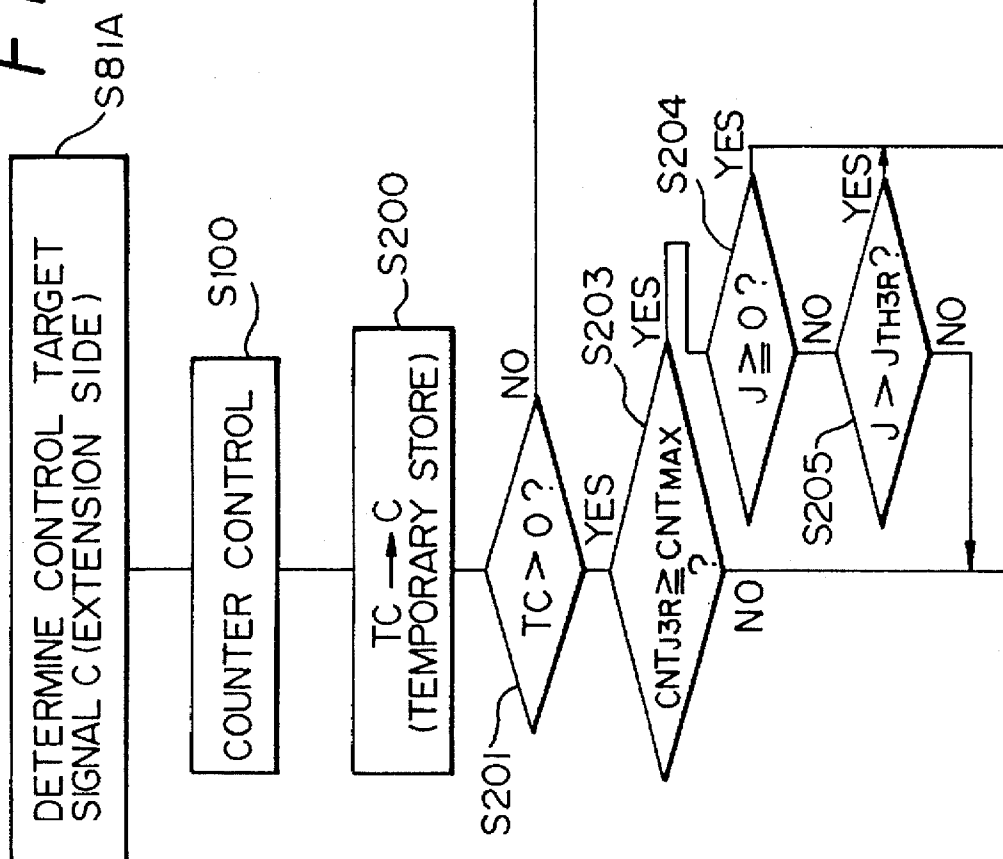 DETERMINE CONTROL TARGET
SIGNAL C (EXTENSION SIDE)
S81A
COUNTER CONTROL
S100
TC → C
(TEMPORARY STORE)
S200
S201
TC > 0 ?
NO
YES
S203
CNTJ3R ≧ CNTMAX
?
YES
NO
S204
J ≧ 0 ?
YES
NO
S205
J > JTH3R ?
YES
NO